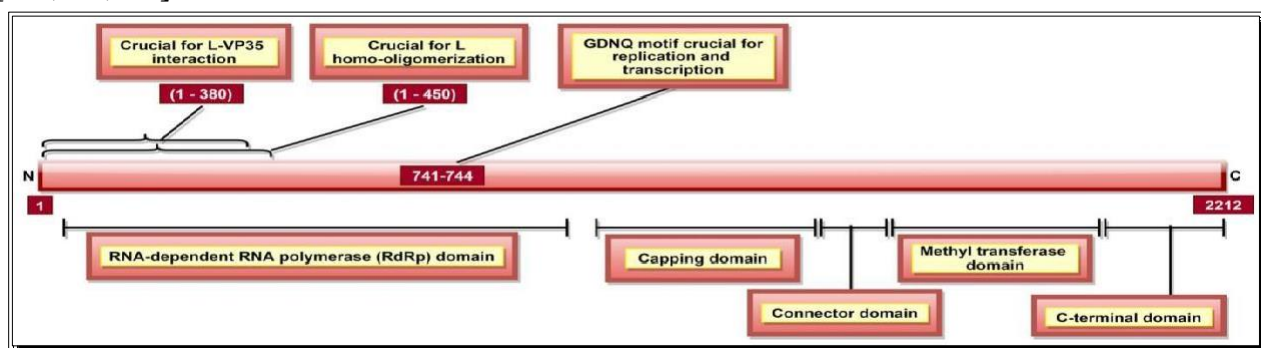 Crucial for L-VP35
interaction
(1 - 380)
Crucial for L
homo-oligomerization
(1 - 450)
GDNQ motif crucial for
replication and
transcription
N
741-744
C
1
2212
RNA-dependent RNA polymerase (RdRp) domain
Capping domain
Connector domain
Methyl transferase
domain
C-terminal domain